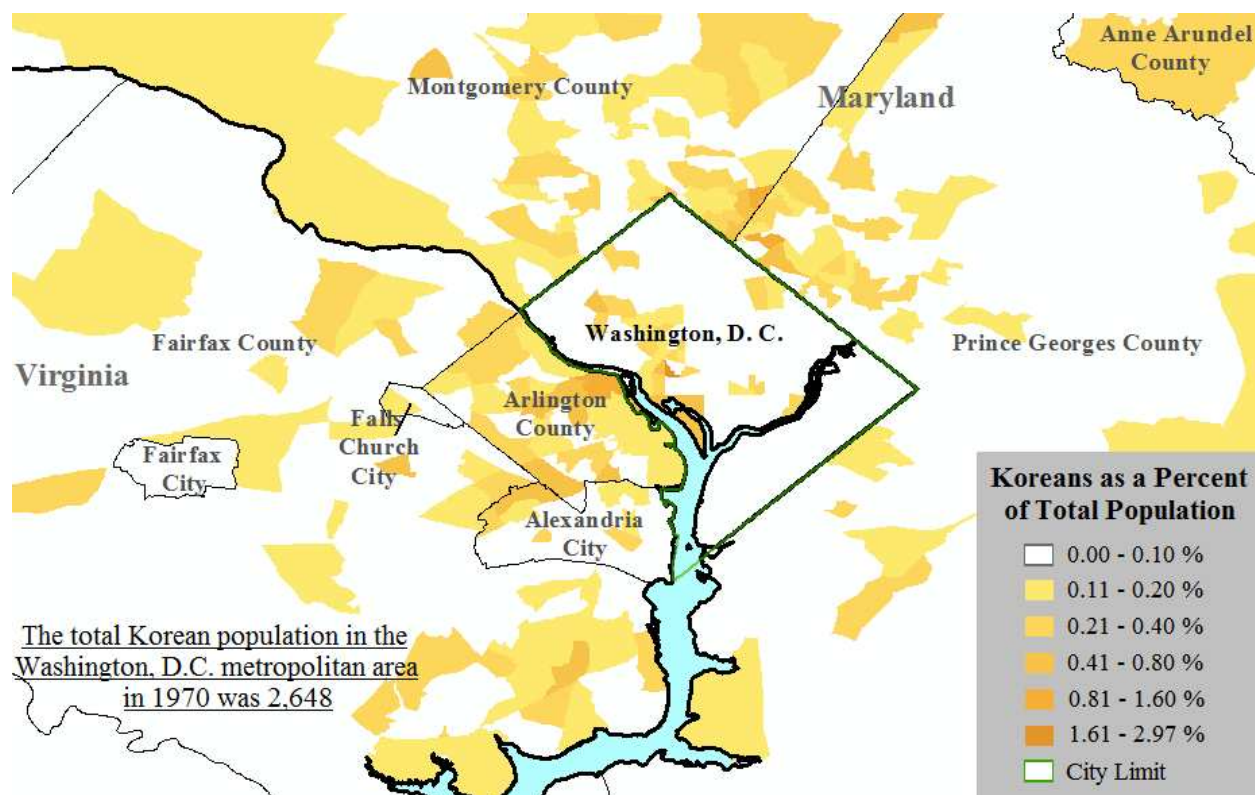 Anne Arundel
County
Montgomery County
Maryland
Washington, D. C.
Fairfax County
Prince Georges County
Virginia
Arlington
County
Falls
Church
City
Fairfax
City
Alexandria
City
The total Korean population in the
Washington, D.C. metropolitan area
in 1970 was 2,648
Koreans as a Percent
of Total Population
0.00 - 0.10 %
0.11 - 0.20 %
0.21 - 0.40 %
0.41 - 0.80 %
0.81 - 1.60 %
1.61 - 2.97 %
City Limit